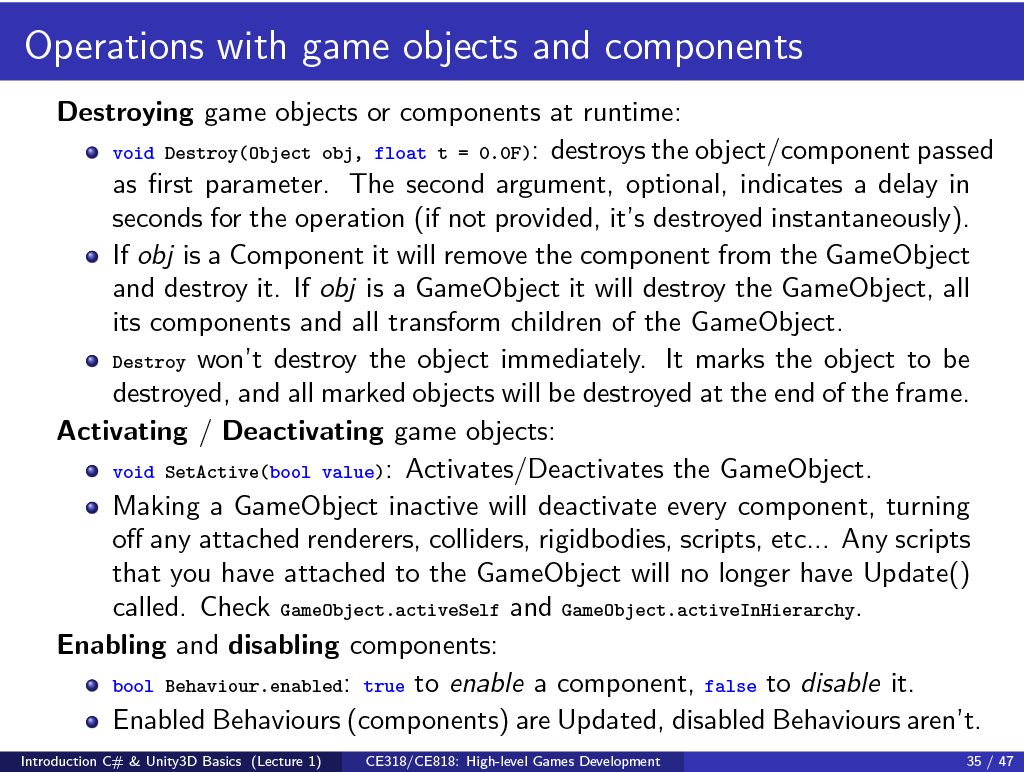 Operations with game objects and components
Destroying game objects or components at runtime:
void Destroy(Object obj, float t = 0.0F): destroys the object/component passed
as first parameter. The second argument, optional, indicates a delay in
seconds for the operation (if not provided, it's destroyed instantaneously).
If obj is a Component it will remove the component from the GameObject
and destroy it. If obj is a GameObject it will destroy the GameObject, all
its components and all transform children of the GameObject.
Destroy won't destroy the object immediately. It marks the object to be
destroyed, and all marked objects will be destroyed at the end of the frame.
Activating / Deactivating game objects:
void SetActive(bool value): Activates/Deactivates the GameObject.
Making a GameObject inactive will deactivate every component, turning
off any attached renderers, colliders, rigidbodies, scripts, etc... Any scripts
that you have attached to the GameObject will no longer have Update()
called. Check GameObject.activeSelf and GameObject.activeInHierarchy.
Enabling and disabling components:
bool Behaviour.enabled: true to enable a component, false to disable it.
Enabled Behaviours (components) are Updated, disabled Behaviours aren't.
Introduction C# & Unity3D Basics (Lecture 1) CE318/CE818: High-level Games Development 35 / 47